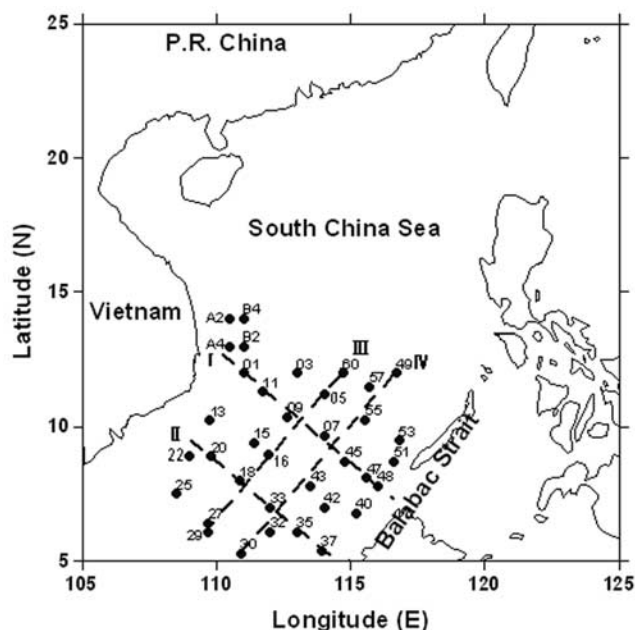 25
P.R. China
20
South China Sea
15
Latitude (N)
Vietnam
A2 B4
A4 B2
I 01 03 60 III 49 IV
11 05 57
13 09 55
II 15 07 53
10
22 20 16 45 51
18 43 47 48
25 33 42 40
27 32 35
29 30 37
Balabac Strait
5
105 110 115 120 125
Longitude (E)